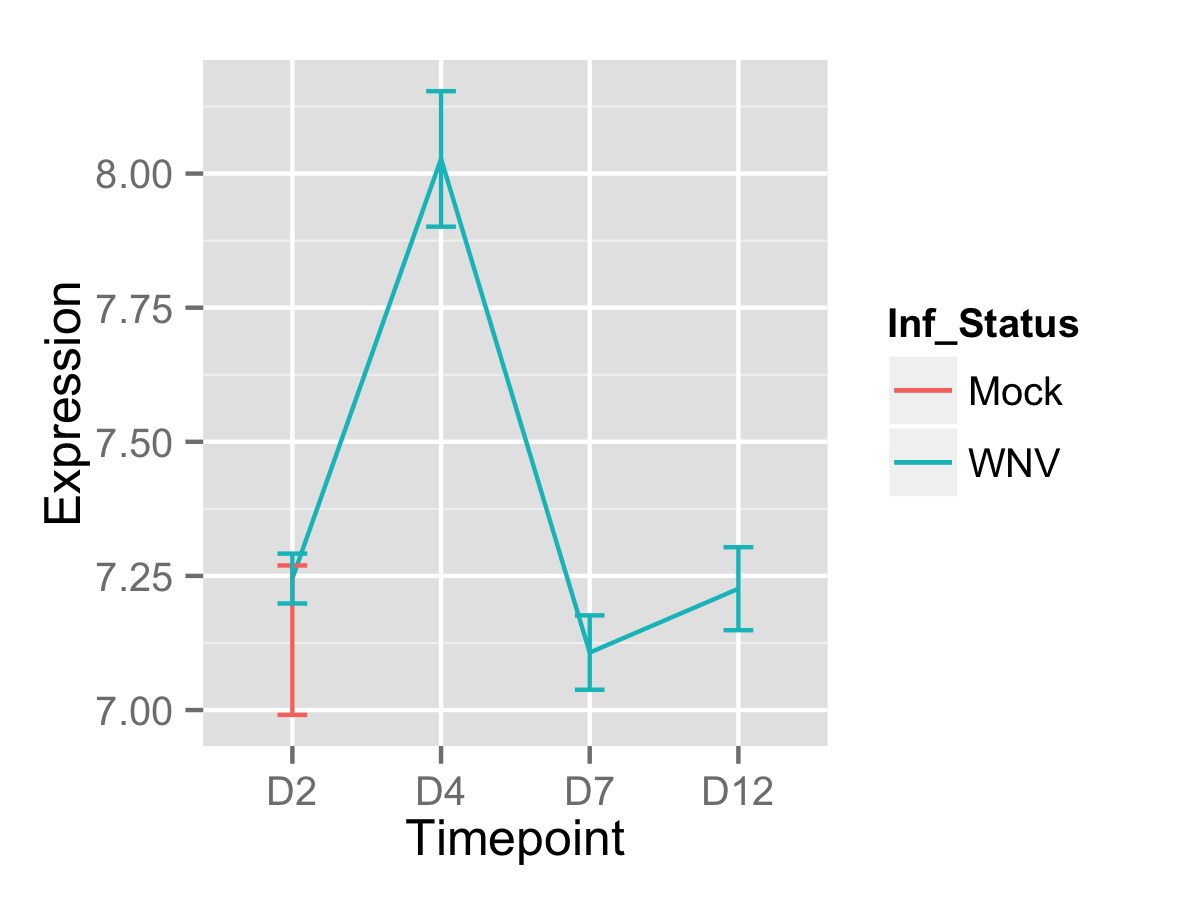 Expression
8.00
7.75
7.50
7.25
7.00
D2 D4 D7 D12
Timepoint
Inf_Status
Mock
WNV